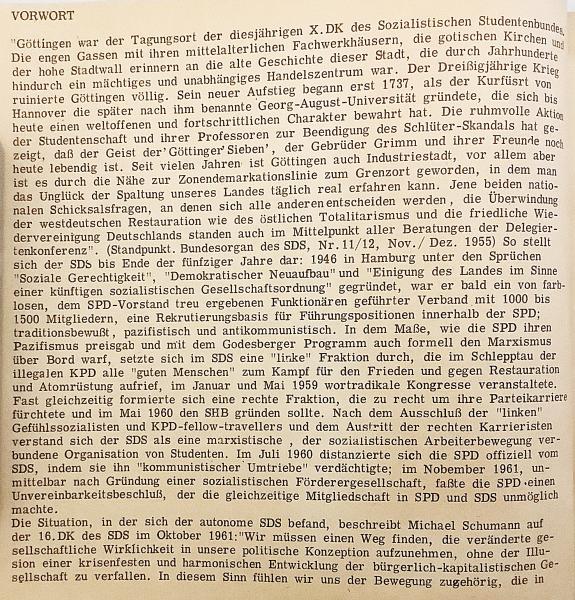 VORWORT
"Göttingen war der Tagungsort der diesjährigen X. DK des Sozialistischen Studentenbundes.
Die engen Gassen mit ihren mittelalterlichen Fachwerkhäusern, die gotischen Kirchen und
der hohe Stadtwall erinnern an die alte Geschichte dieser Stadt, die durch Jahrhunderte
hindurch ein mächtiges und unabhängiges Handelszentrum war. Der Dreißigjährige Krieg
ruinierte Göttingen völlig. Sein neuer Aufstieg begann erst 1737, als der Kurfüsrt von
Hannover die später nach ihm benannte Georg-August-Universität gründete, die sich bis
heute einen weltoffenen und fortschrittlichen Charakter bewahrt hat. Die ruhmvolle Aktion
der Studentenschaft und ihrer Professoren zur Beendigung des Schlüter-Skandals hat ge-
zeigt, daß der Geist der 'Göttinger Sieben', der Gebrüder Grimm und ihrer Freunde noch
heute lebendig ist. Seit vielen Jahren ist Göttingen auch Industriestadt, vor allem aber
ist es durch die Nähe zur Zonendemarkationslinie zum Grenzort geworden, in dem man
das Unglück der Spaltung unseres Landes täglich real erfahren kann. Jene beiden natio-
nalen Schicksalsfragen, an denen sich alle anderen entscheiden werden, die Überwindung
der westdeutschen Restauration wie des östlichen Totalitarismus und die friedliche Wie-
dervereinigung Deutschlands standen auch im Mittelpunkt aller Beratungen der Delegier-
tenkonferenz". (Standpunkt. Bundesorgan des SDS, Nr. 11/12, Nov./ Dez. 1955) So stellt
sich der SDS bis Ende der fünfziger Jahre dar: 1946 in Hamburg unter den Sprüchen
"Soziale Gerechtigkeit", "Demokratischer Neuaufbau" und "Einigung des Landes im Sinne
einer künftigen sozialistischen Gesellschaftsordnung" gegründet, war er bald ein von farb-
losen, dem SPD-Vorstand treu ergebenen Funktionären geführter Verband mit 1000 bis
1500 Mitgliedern, eine Rekrutierungsbasis für Führungspositionen innerhalb der SPD;
traditionsbewußt, pazifistisch und antikommunistisch. In dem Maße, wie die SPD ihren
Pazifismus preisgab und mit dem Godesberger Programm auch formell den Marxismus
über Bord warf, setzte sich im SDS eine "linke" Fraktion durch, die im Schlepptau der
illegalen KPD alle "guten Menschen" zum Kampf für den Frieden und gegen Restauration
und Atomrüstung aufrief, im Januar und Mai 1959 wortradikale Kongresse veranstaltete.
Fast gleichzeitig formierte sich eine rechte Fraktion, die zu recht um ihre Parteikarriere
fürchtete und im Mai 1960 den SHB gründen sollte. Nach dem Ausschluß der "linken"
Gefühlssozialisten und KPD-fellow-travellers und dem Austritt der rechten Karrieristen
verstand sich der SDS als eine marxistische, der sozialistischen Arbeiterbewegung ver-
bundene Organisation von Studenten. Im Juli 1960 distanzierte sich die SPD offiziell vom
SDS, indem sie ihn "kommunistischer Umtriebe" verdächtigte; im Nobember 1961, un-
mittelbar nach Gründung einer sozialistischen Förderergesellschaft, faßte die SPD einen
Unvereinbarkeitsbeschluß, der die gleichzeitige Mitgliedschaft in SPD und SDS unmöglich
machte.
Die Situation, in der sich der autonome SDS befand, beschreibt Michael Schumann auf
der 16. DK des SDS im Oktober 1961: "Wir müssen einen Weg finden, die veränderte ge-
sellschaftliche Wirklichkeit in unsere politische Konzeption aufzunehmen, ohne der Illu-
sion einer krisenfesten und harmonischen Entwicklung der bürgerlich-kapitalistischen Ge-
sellschaft zu verfallen. In diesem Sinn fühlen wir uns der Bewegung zugehörig, die in